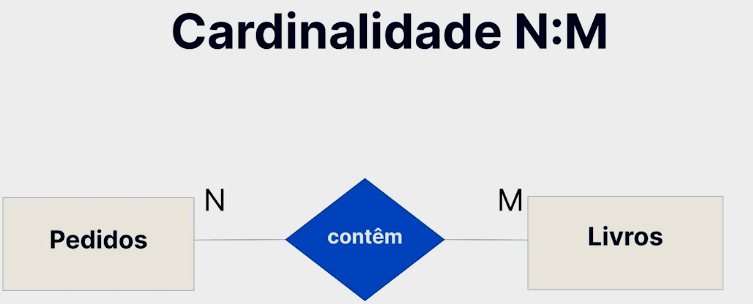 Cardinalidade N:M
N
M
Pedidos
contêm
Livros